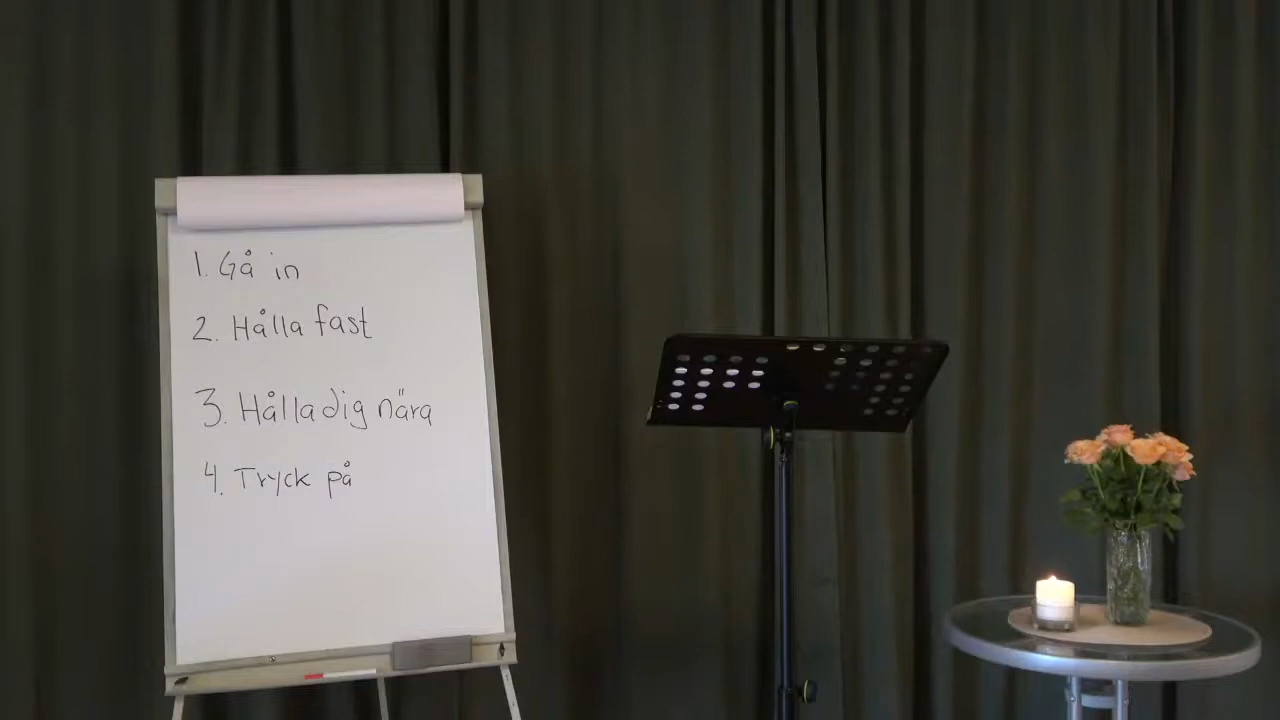 1. Gå in
2. Hålla fast
3. Hålla dig nära
4. Tryck på